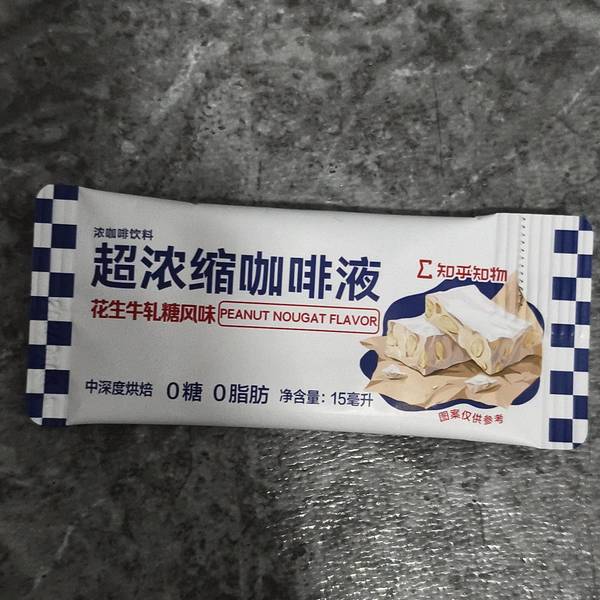 浓咖啡饮料
超浓缩咖啡液
知乎知物
花生牛轧糖风味 PEANUT NOUGAT FLAVOR
中深度烘焙 0糖 0脂肪 净含量：15毫升
图案仅供参考